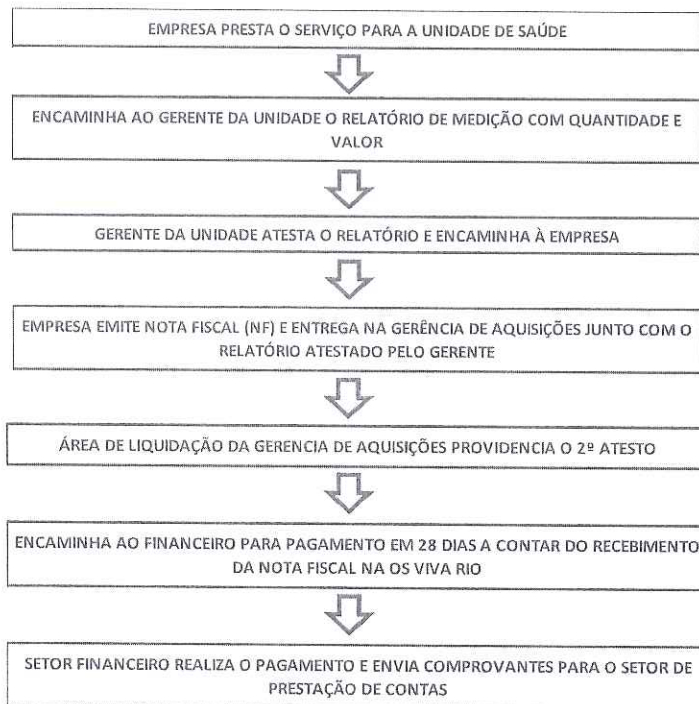 EMPRESA PRESTA O SERVIÇO PARA A UNIDADE DE SAÚDE
ENCAMINHA AO GERENTE DA UNIDADE O RELATÓRIO DE MEDIÇÃO COM QUANTIDADE E
VALOR
GERENTE DA UNIDADE ATESTA O RELATÓRIO E ENCAMINHA À EMPRESA
EMPRESA EMITE NOTA FISCAL (NF) E ENTREGA NA GERÊNCIA DE AQUISIÇÕES JUNTO COM O
RELATÓRIO ATESTADO PELO GERENTE
ÁREA DE LIQUIDAÇÃO DA GERENCIA DE AQUISIÇÕES PROVIDENCIA O 2º ATESTO
ENCAMINHA AO FINANCEIRO PARA PAGAMENTO EM 28 DIAS A CONTAR DO RECEBIMENTO
DA NOTA FISCAL NA OS VIVA RIO
SETOR FINANCEIRO REALIZA O PAGAMENTO E ENVIA COMPROVANTES PARA O SETOR DE
PRESTAÇÃO DE CONTAS